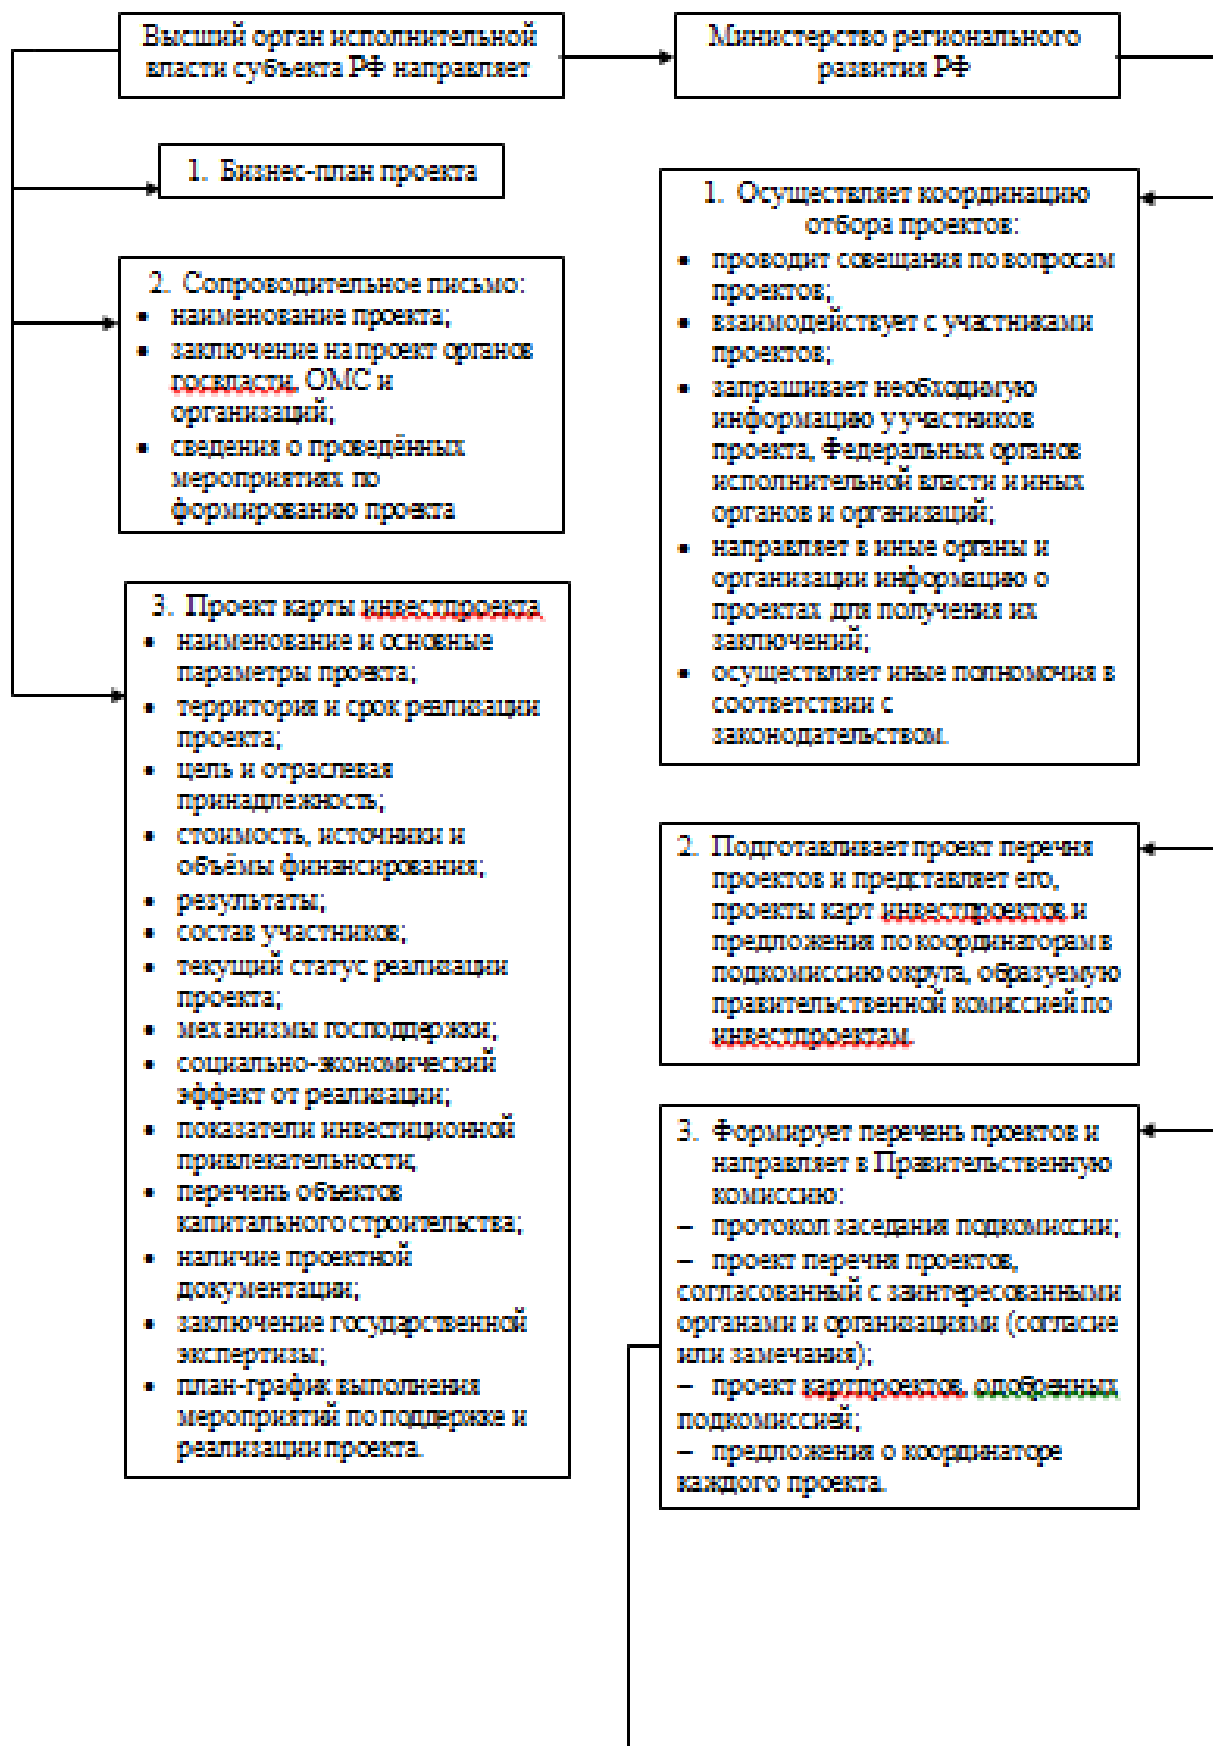 Высший орган исполнительной
власти субъекта РФ направляет
Министерство регионального
развития РФ
1. Бизнес-план проекта
2. Сопроводительное письмо:
• наименование проекта;
• заключение на проект органов
госвласти, ОМС и
организаций;
• сведения о проведённых
мероприятиях по
формированию проекта
3. Проект карты инвестпроекта
• наименование и основные
параметры проекта;
• территория и срок реализации
проекта;
• цель и отраслевая
принадлежность;
• стоимость, источники и
объёмы финансирования;
• результаты;
• состав участников;
• текущий статус реализации
проекта;
• механизмы господдержки;
• социально-экономический
эффект от реализации;
• показатели инвестиционной
привлекательности;
• перечень объектов
капитального строительства;
• наличие проектной
документации;
• заключение государственной
экспертизы;
• план-график выполнения
мероприятий по поддержке и
реализации проекта.
1. Осуществляет координацию
отбора проектов:
• проводит совещания по вопросам
проектов;
• взаимодействует с участниками
проектов;
• запрашивает необходимую
информацию у участников
проекта, Федеральных органов
исполнительной власти и иных
органов и организаций;
• направляет в иные органы и
организации информацию о
проектах для получения их
заключений;
• осуществляет иные полномочия в
соответствии с
законодательством.
2. Подготавливает проект перечня
проектов и представляет его,
проекты карт инвестпроектов и
предложения по координаторам в
подкомиссию округа, образуемую
правительственной комиссией по
инвестпроектам.
3. Формирует перечень проектов и
направляет в Правительственную
комиссию:
– протокол заседания подкомиссии;
– проект перечня проектов,
согласованный с заинтересованными
органами и организациями (согласие
или замечания);
– проект картпроектов, одобренных
подкомиссией;
– предложения о координаторе
каждого проекта.